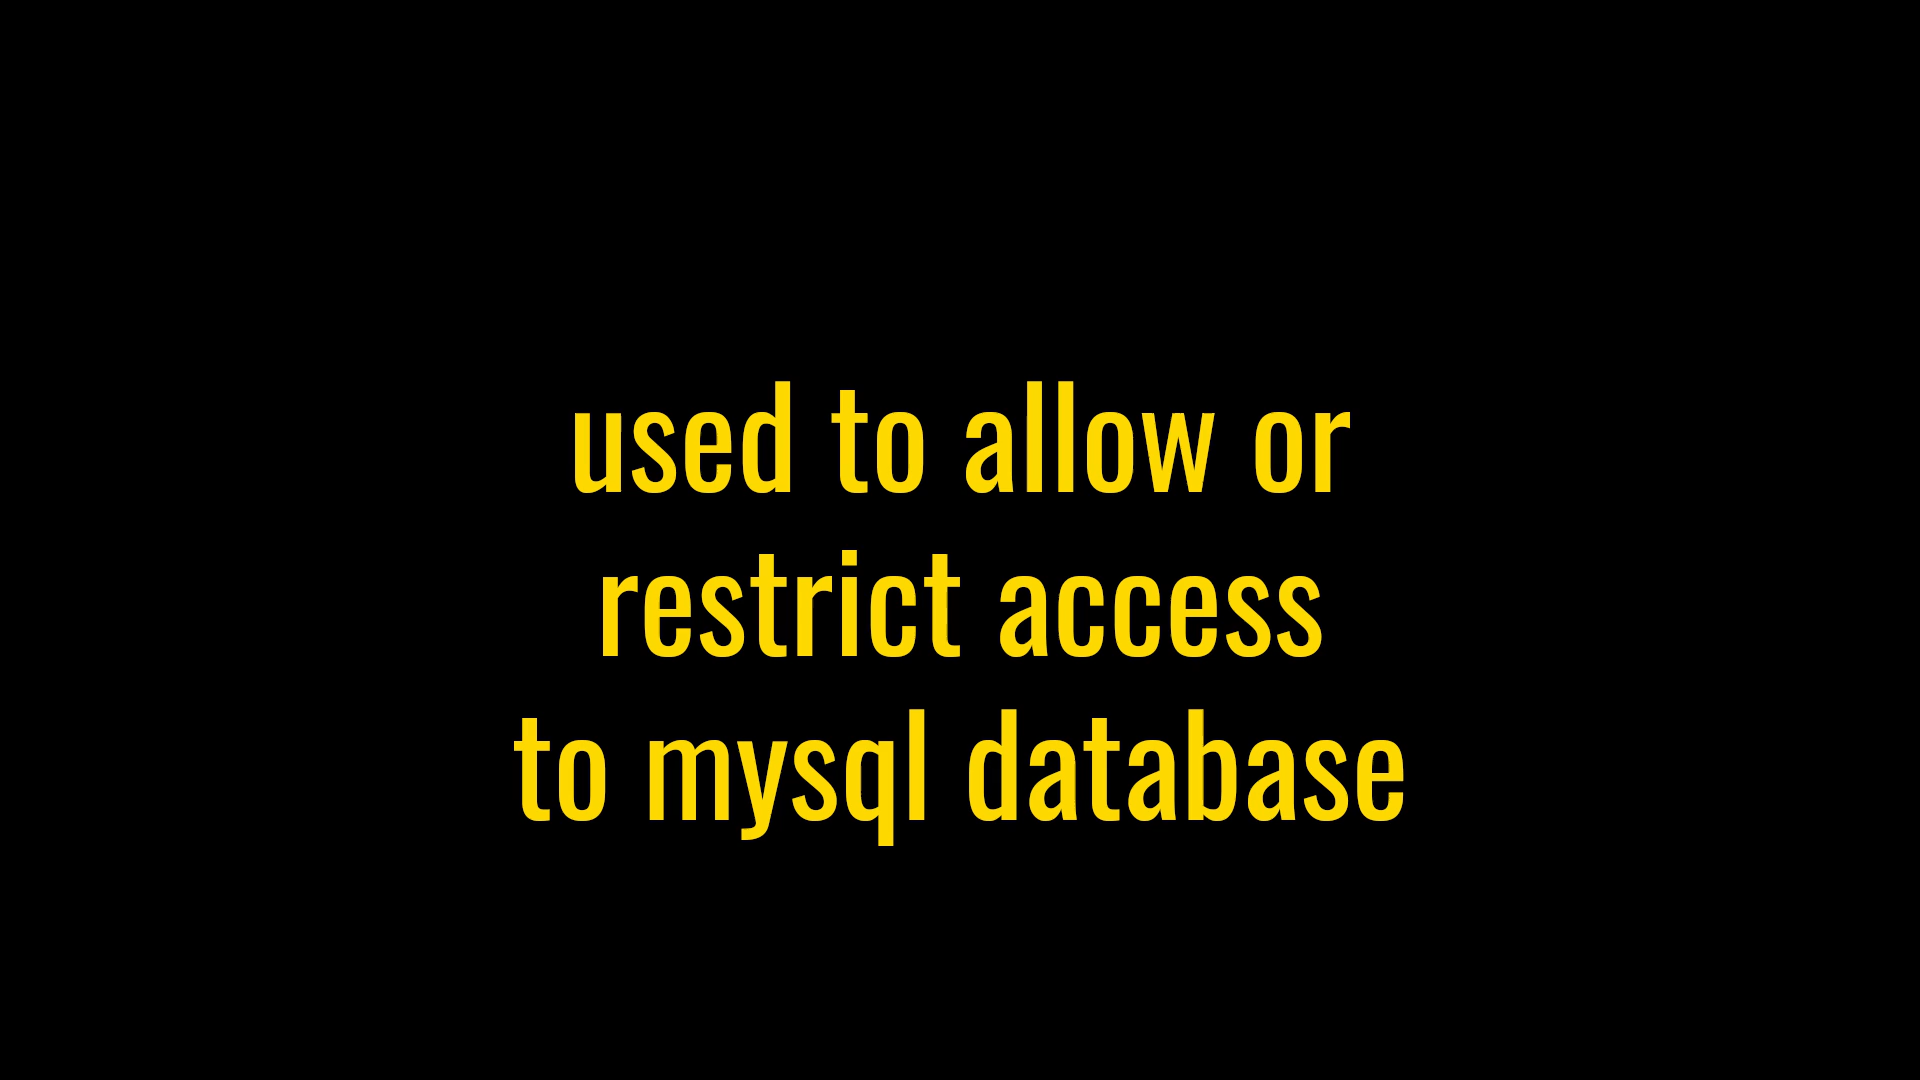 used to allow or
restrict access
to mysql database